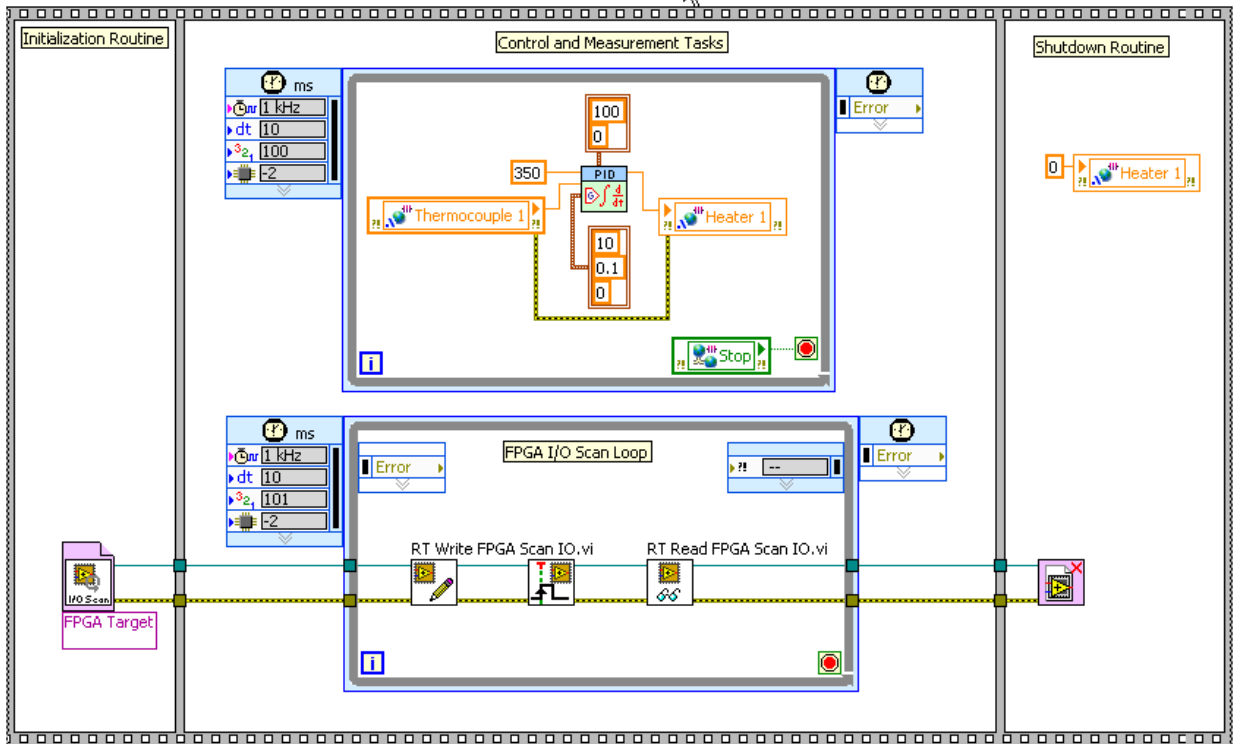 Initialization Routine
Control and Measurement Tasks
Shutdown Routine
ms
1 kHz
dt 10
321 100
-2
Error
100
0
350
PID
G ∫ d/dt
Thermocouple 1
Heater 1
10
0.1
0
Stop
i
0
Heater 1
ms
1 kHz
dt 10
321 101
-2
Error
FPGA I/O Scan Loop
?! --
Error
RT Write FPGA Scan IO.vi
RT Read FPGA Scan IO.vi
I/O Scan
FPGA Target
i